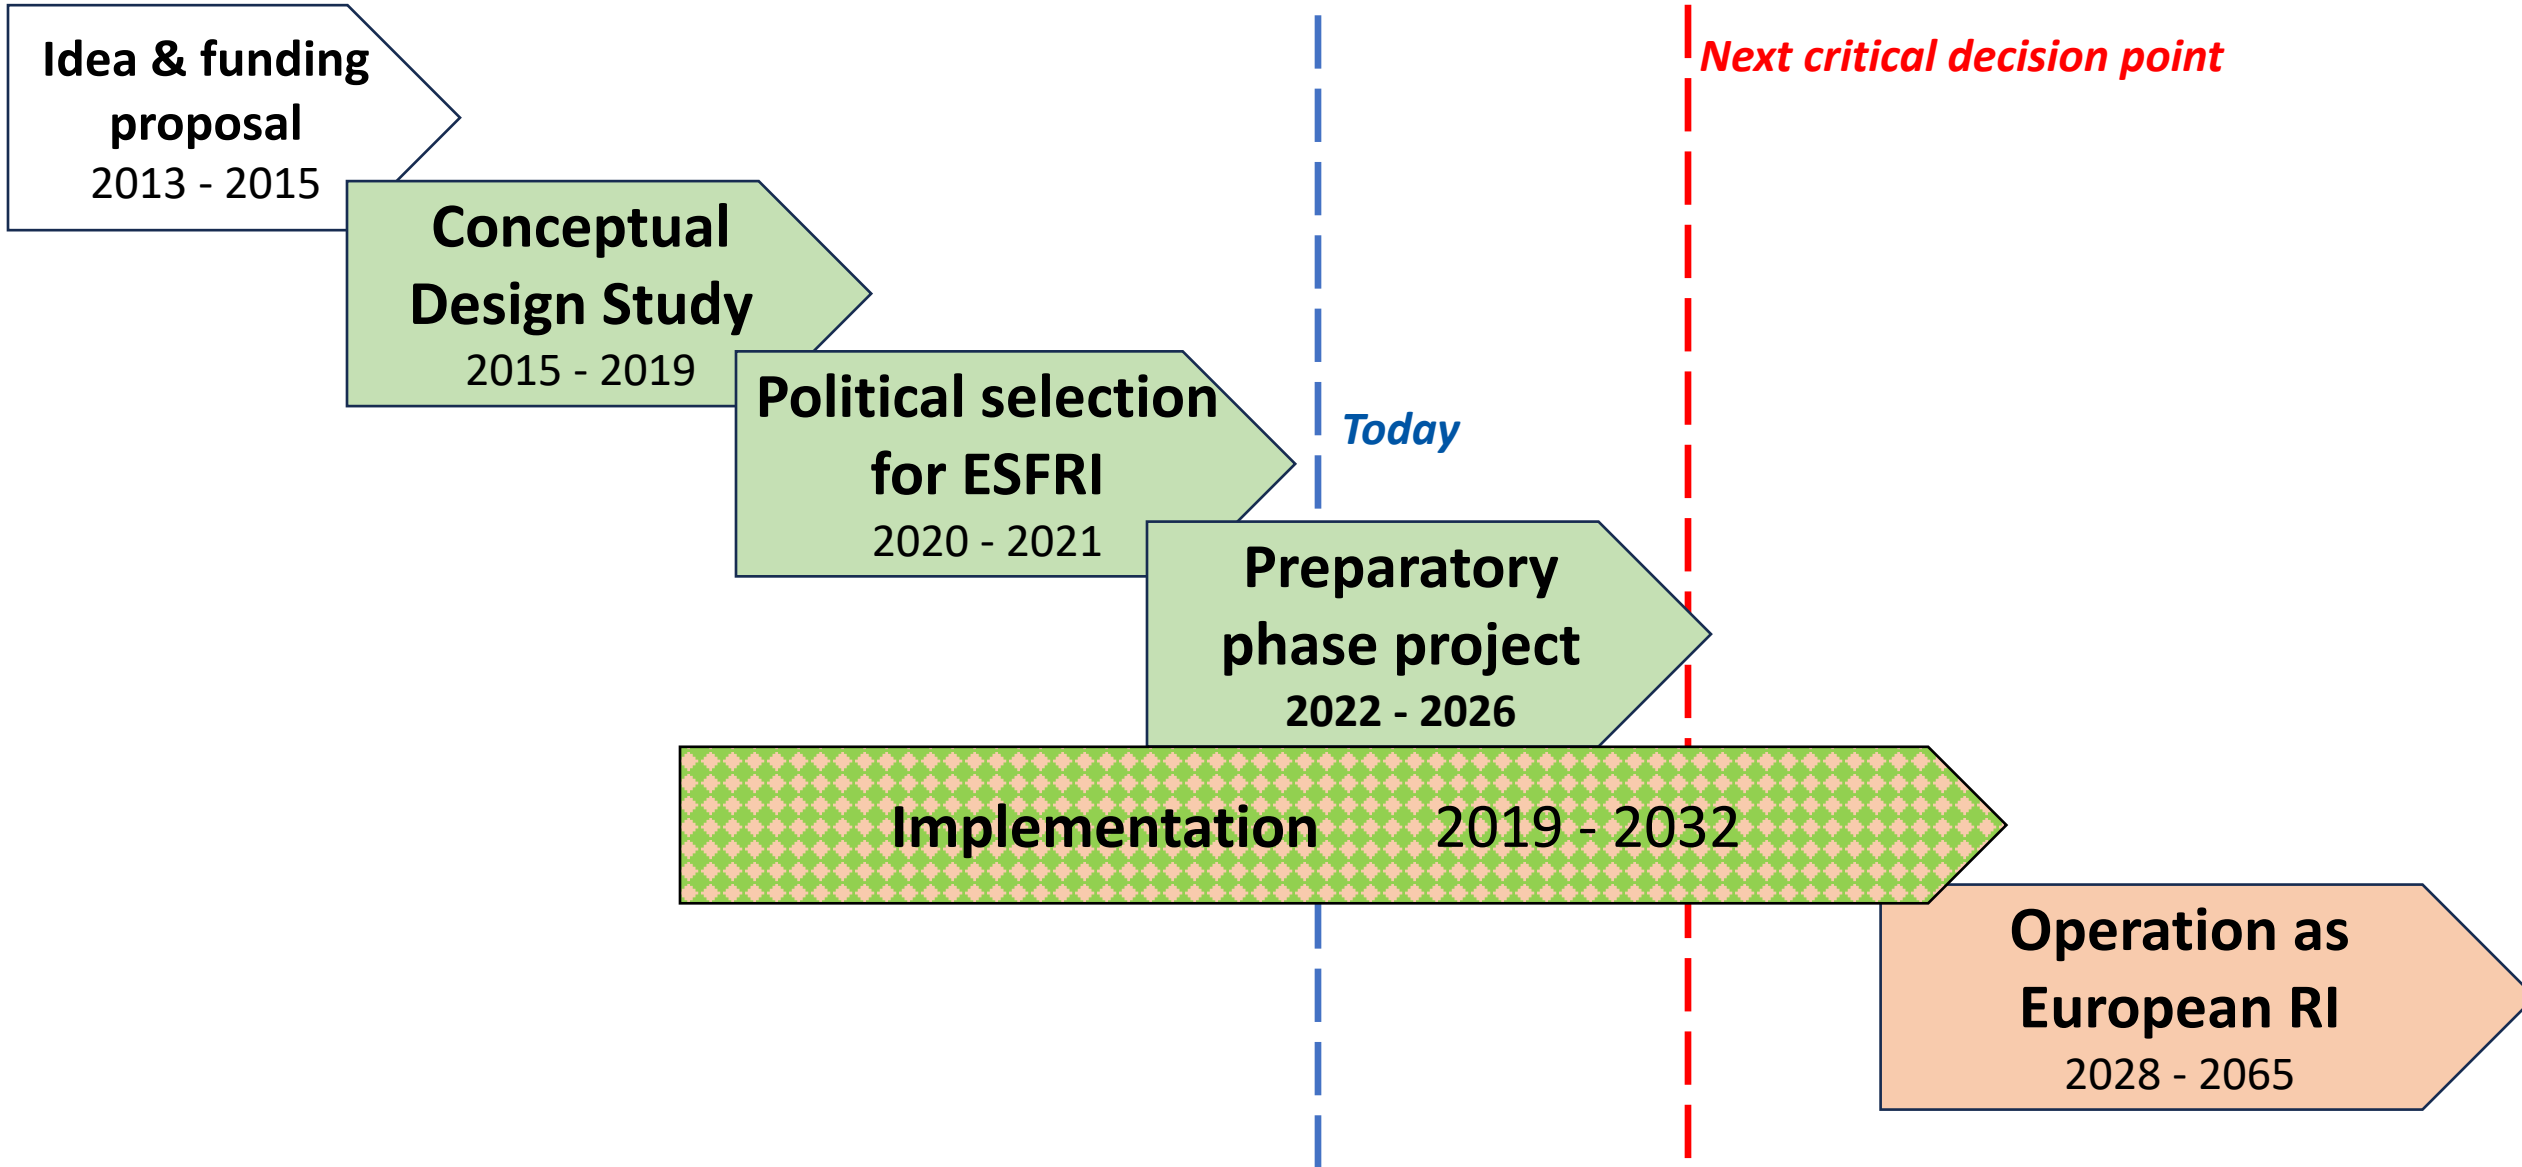 Idea & funding
proposal
2013 - 2015
Next critical decision point
Conceptual
Design Study
2015 - 2019
Political selection
for ESFRI
2020 - 2021
Today
Preparatory
phase project
2022 - 2026
Implementation 2019 - 2032
Operation as
European RI
2028 - 2065